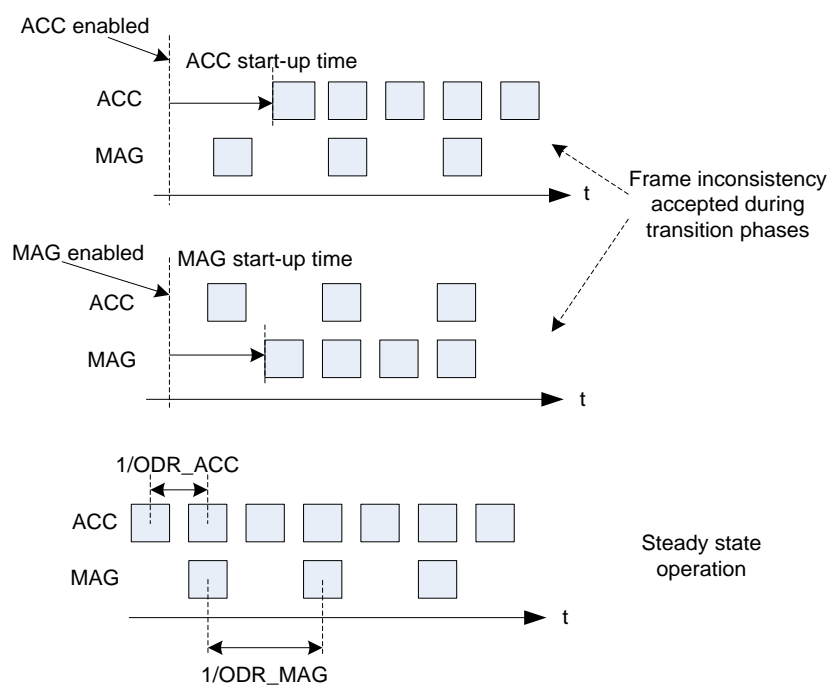 ACC enabled
ACC start-up time
ACC
MAG
t
Frame inconsistency
accepted during
transition phases
MAG enabled
MAG start-up time
ACC
MAG
t
1/ODR_ACC
ACC
MAG
Steady state
operation
t
1/ODR_MAG